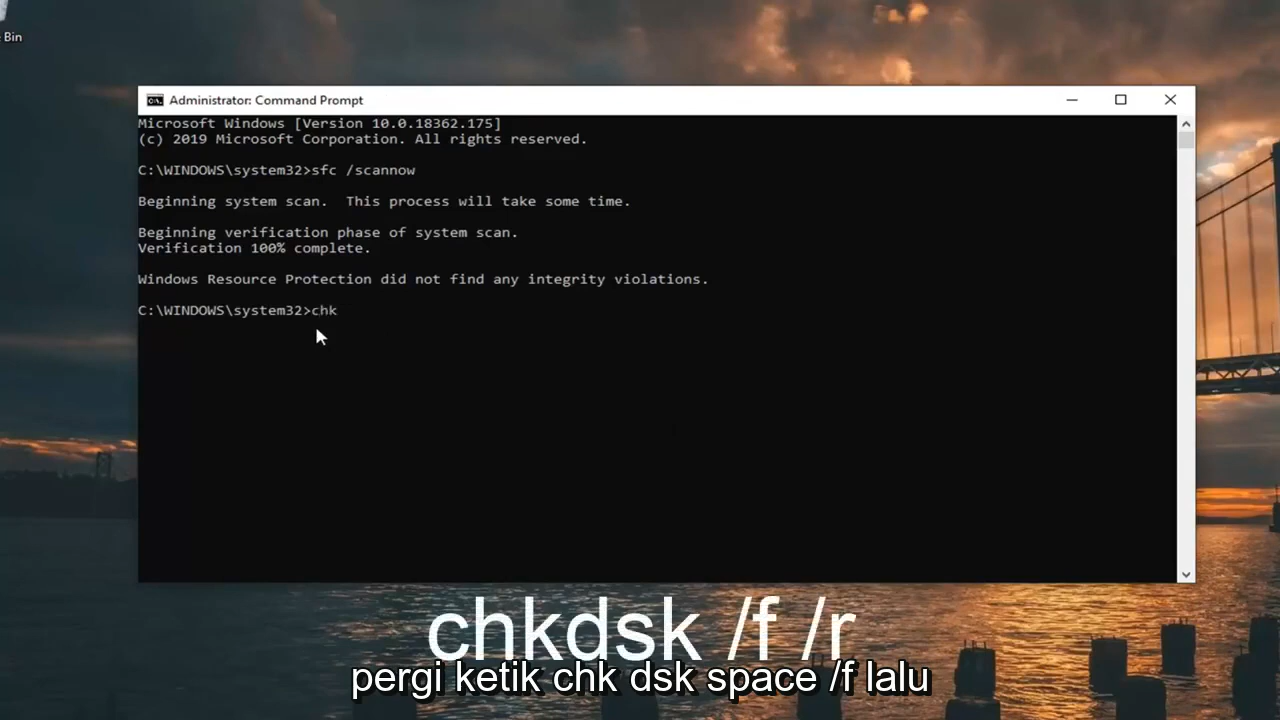 Bin
Administrator: Command Prompt
Microsoft Windows [Version 10.0.18362.175]
(c) 2019 Microsoft Corporation. All rights reserved.
C:\WINDOWS\system32>sfc /scannow
Beginning system scan.  This process will take some time.
Beginning verification phase of system scan.
Verification 100% complete.
Windows Resource Protection did not find any integrity violations.
C:\WINDOWS\system32>chk
chkdsk /f /r
pergi ketik chk dsk space /f lalu